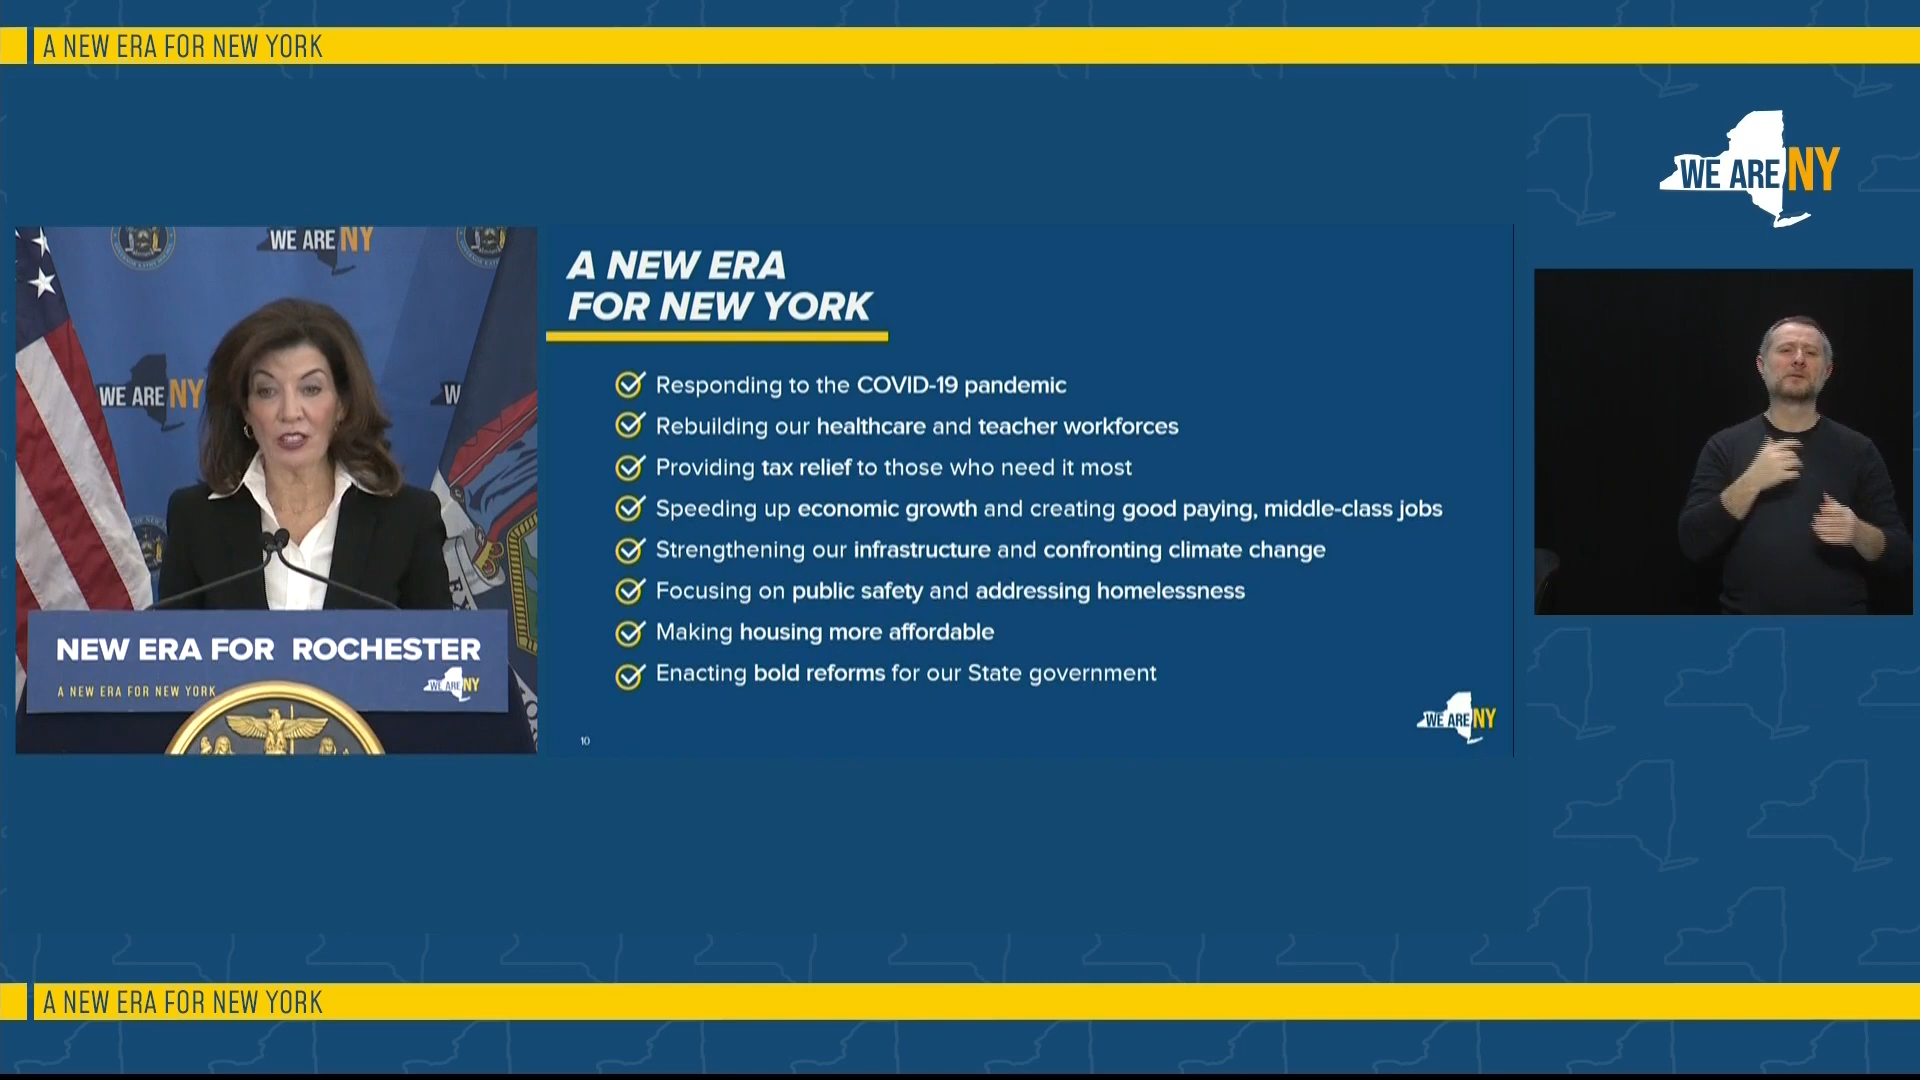 A NEW ERA FOR NEW YORK
WE ARE NY
WE ARE NY
WE ARE NY
W
NEW ERA FOR ROCHESTER
A NEW ERA FOR NEW YORK
WE ARE NY
A NEW ERA
FOR NEW YORK
Responding to the COVID-19 pandemic
Rebuilding our healthcare and teacher workforces
Providing tax relief to those who need it most
Speeding up economic growth and creating good paying, middle-class jobs
Strengthening our infrastructure and confronting climate change
Focusing on public safety and addressing homelessness
Making housing more affordable
Enacting bold reforms for our State government
10
WE ARE NY
A NEW ERA FOR NEW YORK